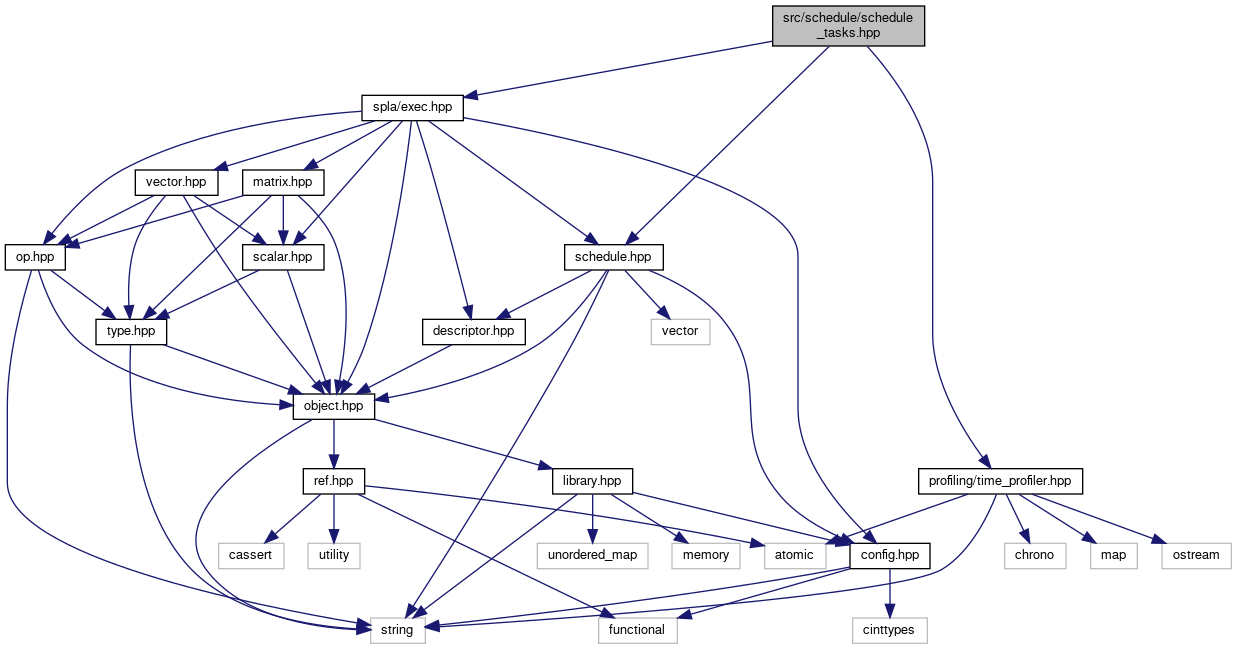 src/schedule/schedule
_tasks.hpp
spla/exec.hpp
vector.hpp
matrix.hpp
op.hpp
scalar.hpp
schedule.hpp
type.hpp
descriptor.hpp
vector
object.hpp
ref.hpp
library.hpp
profiling/time_profiler.hpp
cassert
utility
unordered_map
memory
atomic
config.hpp
chrono
map
ostream
string
functional
cinttypes